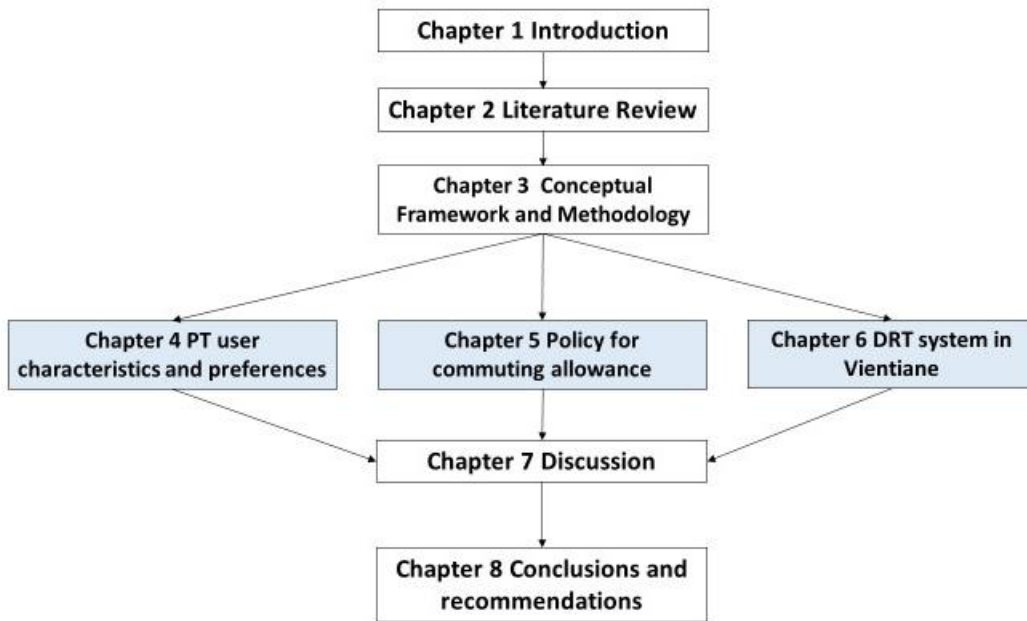 Chapter 1 Introduction
Chapter 2 Literature Review
Chapter 3  Conceptual
Framework and Methodology
Chapter 4 PT user
characteristics and preferences
Chapter 5 Policy for
commuting allowance
Chapter 6 DRT system in
Vientiane
Chapter 7 Discussion
Chapter 8 Conclusions and
recommendations